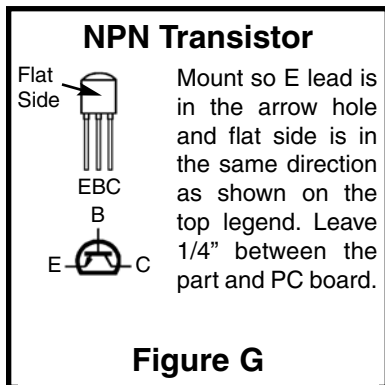 NPN Transistor
Flat
Side
EBC
B
E
C
Mount so E lead is
in the arrow hole
and flat side is in
the same direction
as shown on the
top legend. Leave
1/4” between the
part and PC board.
Figure G